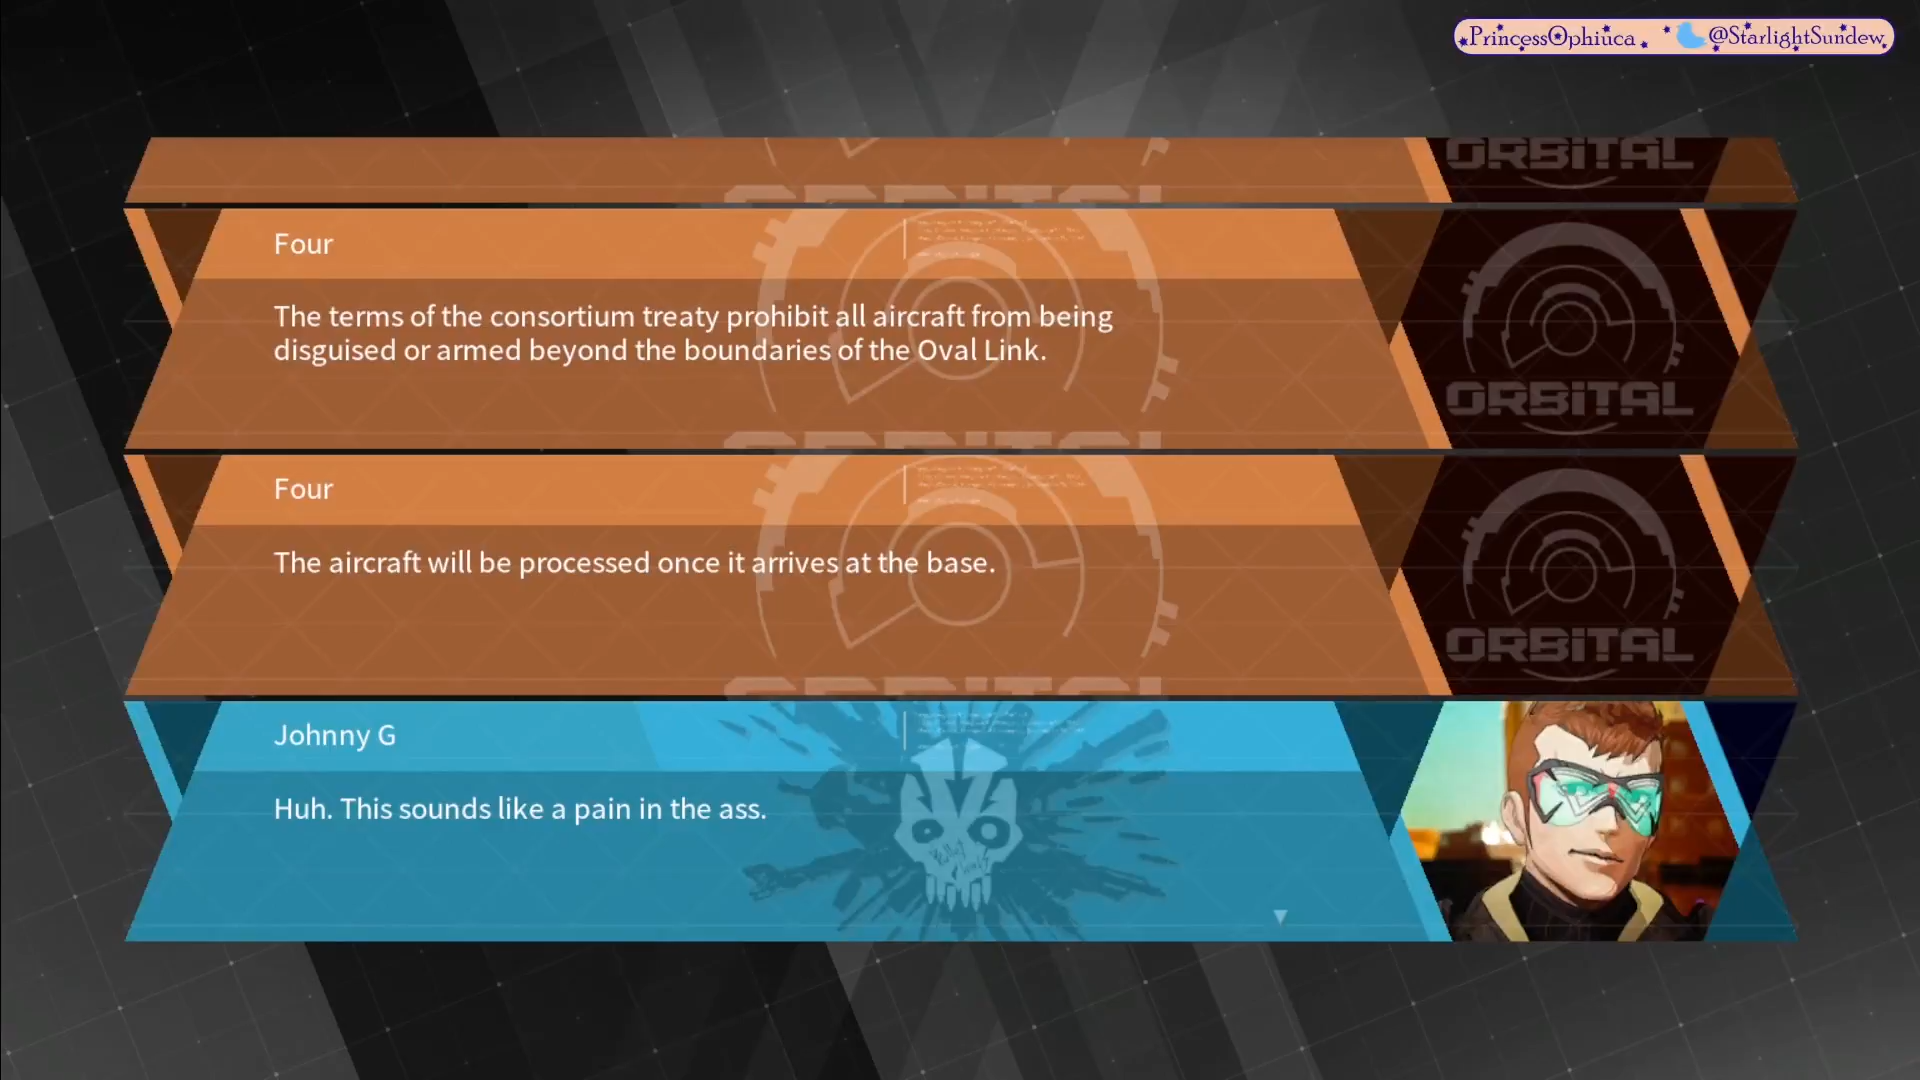 PrincessOphiuca @StarlightSundew
ORBITAL
Four
The terms of the consortium treaty prohibit all aircraft from being
disguised or armed beyond the boundaries of the Oval Link.
ORBITAL
Four
The aircraft will be processed once it arrives at the base.
ORBITAL
Johnny G
Huh. This sounds like a pain in the ass.